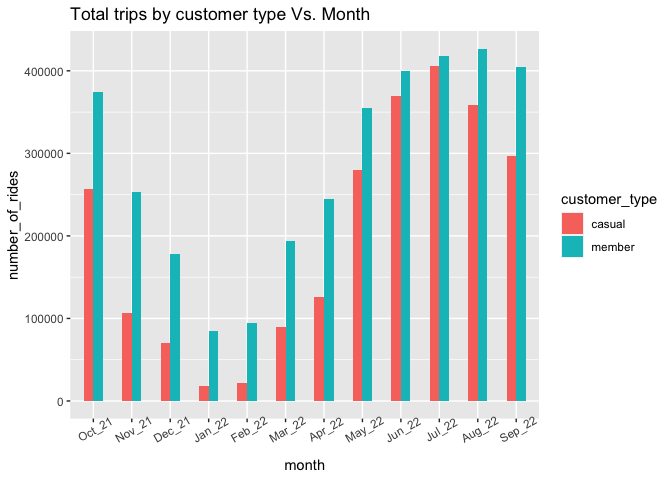 Total trips by customer type Vs. Month
number_of_rides
400000
300000
200000
100000
0
Oct_21
Nov_21
Dec_21
Jan_22
Feb_22
Mar_22
Apr_22
May_22
Jun_22
Jul_22
Aug_22
Sep_22
month
customer_type
casual
member